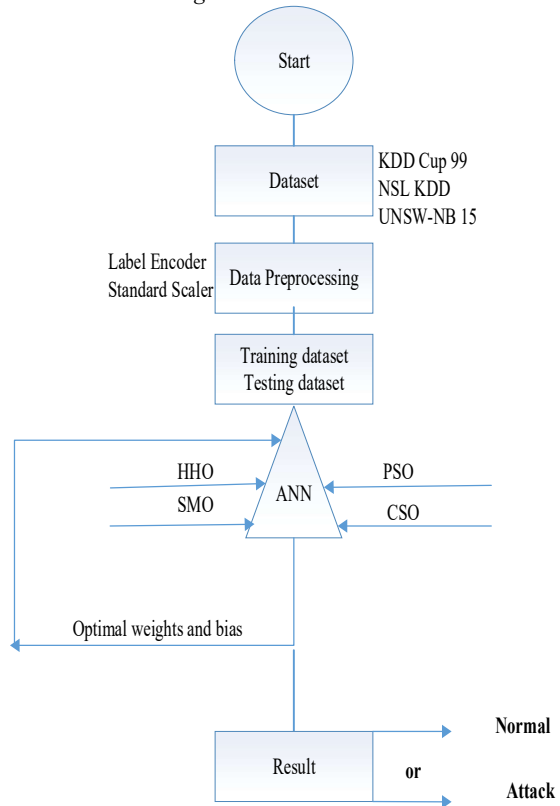 Start
Dataset
KDD Cup 99
NSL KDD
UNSW-NB 15
Label Encoder
Standard Scaler
Data Preprocessing
Training dataset
Testing dataset
HHO
PSO
ANN
SMO
CSO
Optimal weights and bias
Normal
Result
or
Attack